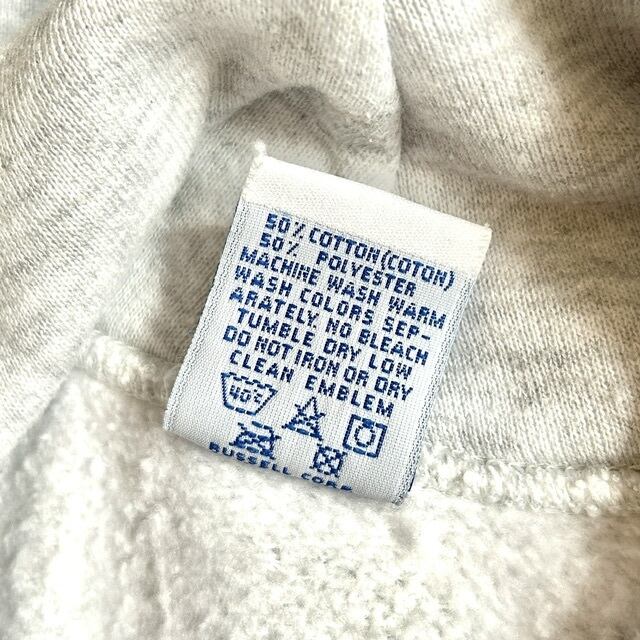 50% COTTON(COTON)
50% POLYESTER
MACHINE WASH WARM
WASH COLORS SEP-
ARATELY. NO BLEACH
TUMBLE DRY LOW
DO NOT IRON OR DRY
CLEAN EMBLEM
40°C
RUSSELL CORP